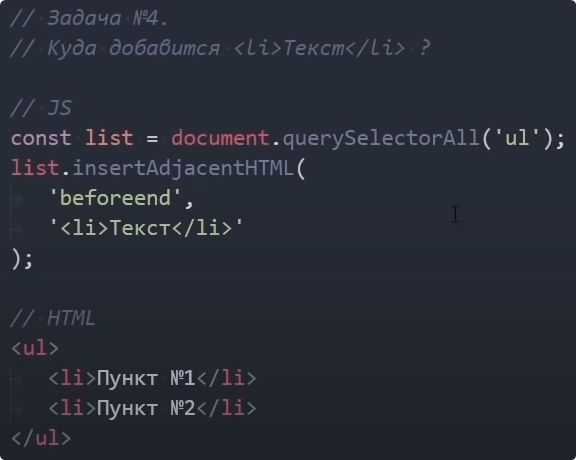 // Задача №4.
// Куда добавится <li>Текст</li> ?
// JS
const list = document.querySelectorAll('ul');
list.insertAdjacentHTML(
'beforeend',
'<li>Текст</li>'
);
// HTML
<ul>
<li>Пункт №1</li>
<li>Пункт №2</li>
</ul>